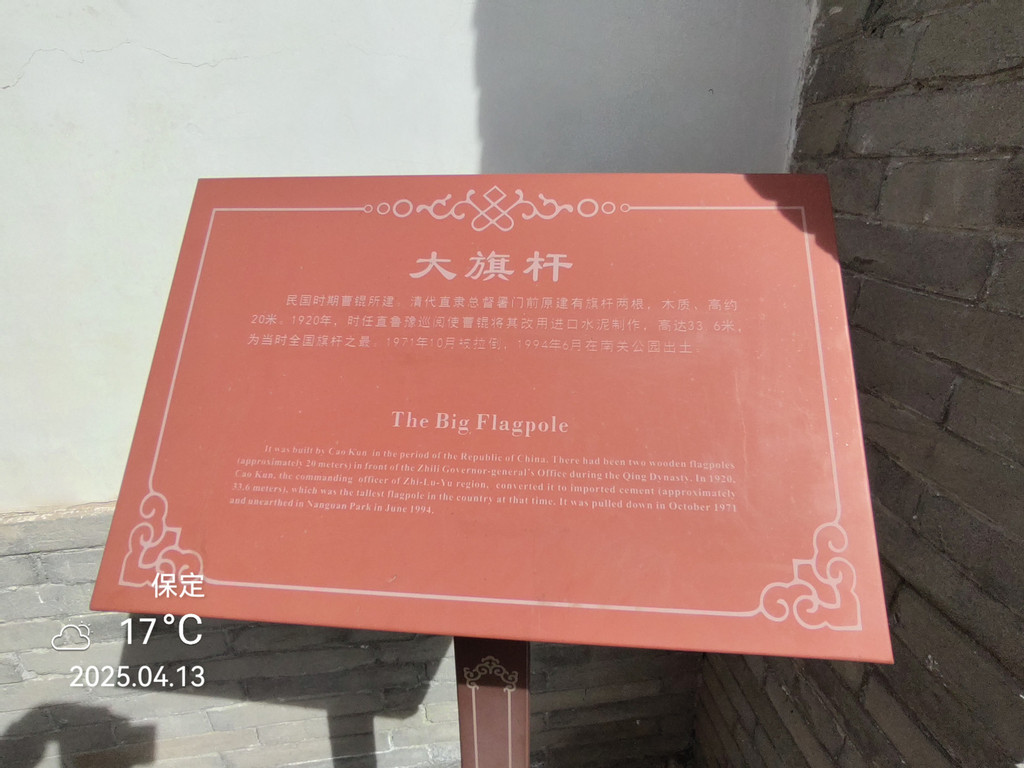 大旗杆
民国时期曹锟所建。清代直隶总督署门前原建有旗杆两根，木质、高约
20米。1920年，时任直鲁豫巡阅使曹锟将其改用进口水泥制作，高达33.6米，
为当时全国旗杆之最。1971年10月被拉倒，1994年6月在南关公园出土。
The Big Flagpole
It was built by Cao Kun in the period of the Republic of China. There had been two wooden flagpoles
(approximately 20 meters) in front of the Zhili Governor-general's Office during the Qing Dynasty. In 1920,
Cao Kun, the commanding officer of Zhi-Lu-Yu region, converted it to imported cement (approximately
33.6 meters), which was the tallest flagpole in the country at that time. It was pulled down in October 1971
and unearthed in Nanguan Park in June 1994.
保定
17°C
2025.04.13